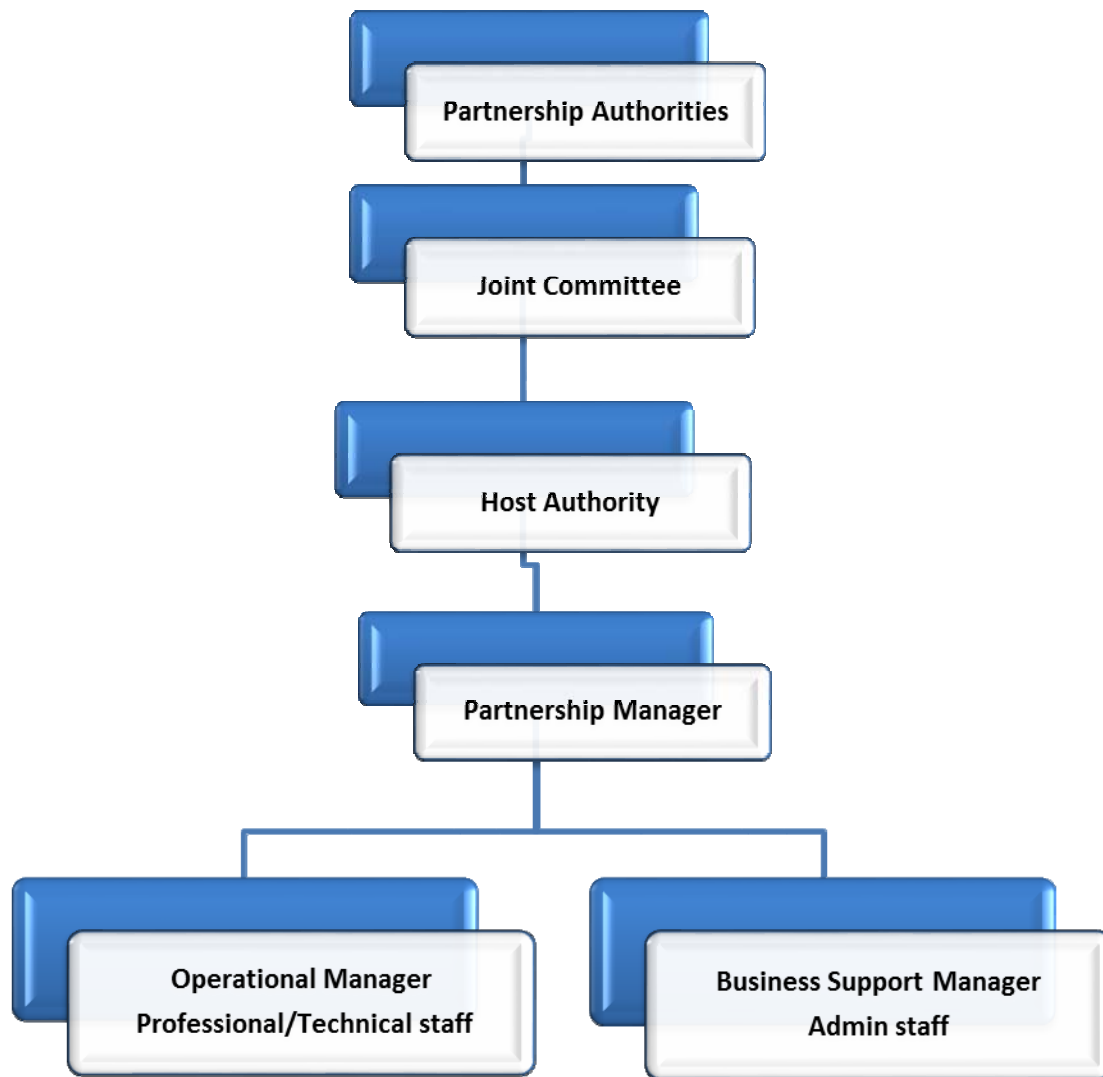 Partnership Authorities
Joint Committee
Host Authority
Partnership Manager
Operational Manager
Professional/Technical staff
Business Support Manager
Admin staff